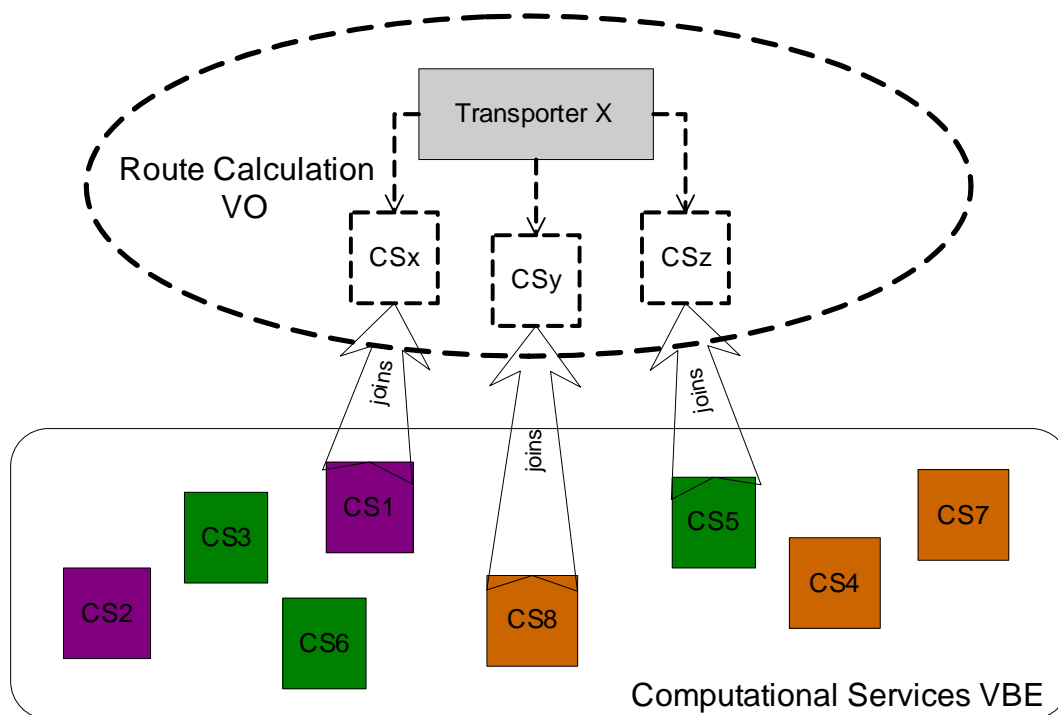 Transporter X
Route Calculation
VO
CSx
CSy
CSz
joins
joins
joins
CS1
CS2
CS3
CS6
CS8
CS5
CS4
CS7
Computational Services VBE